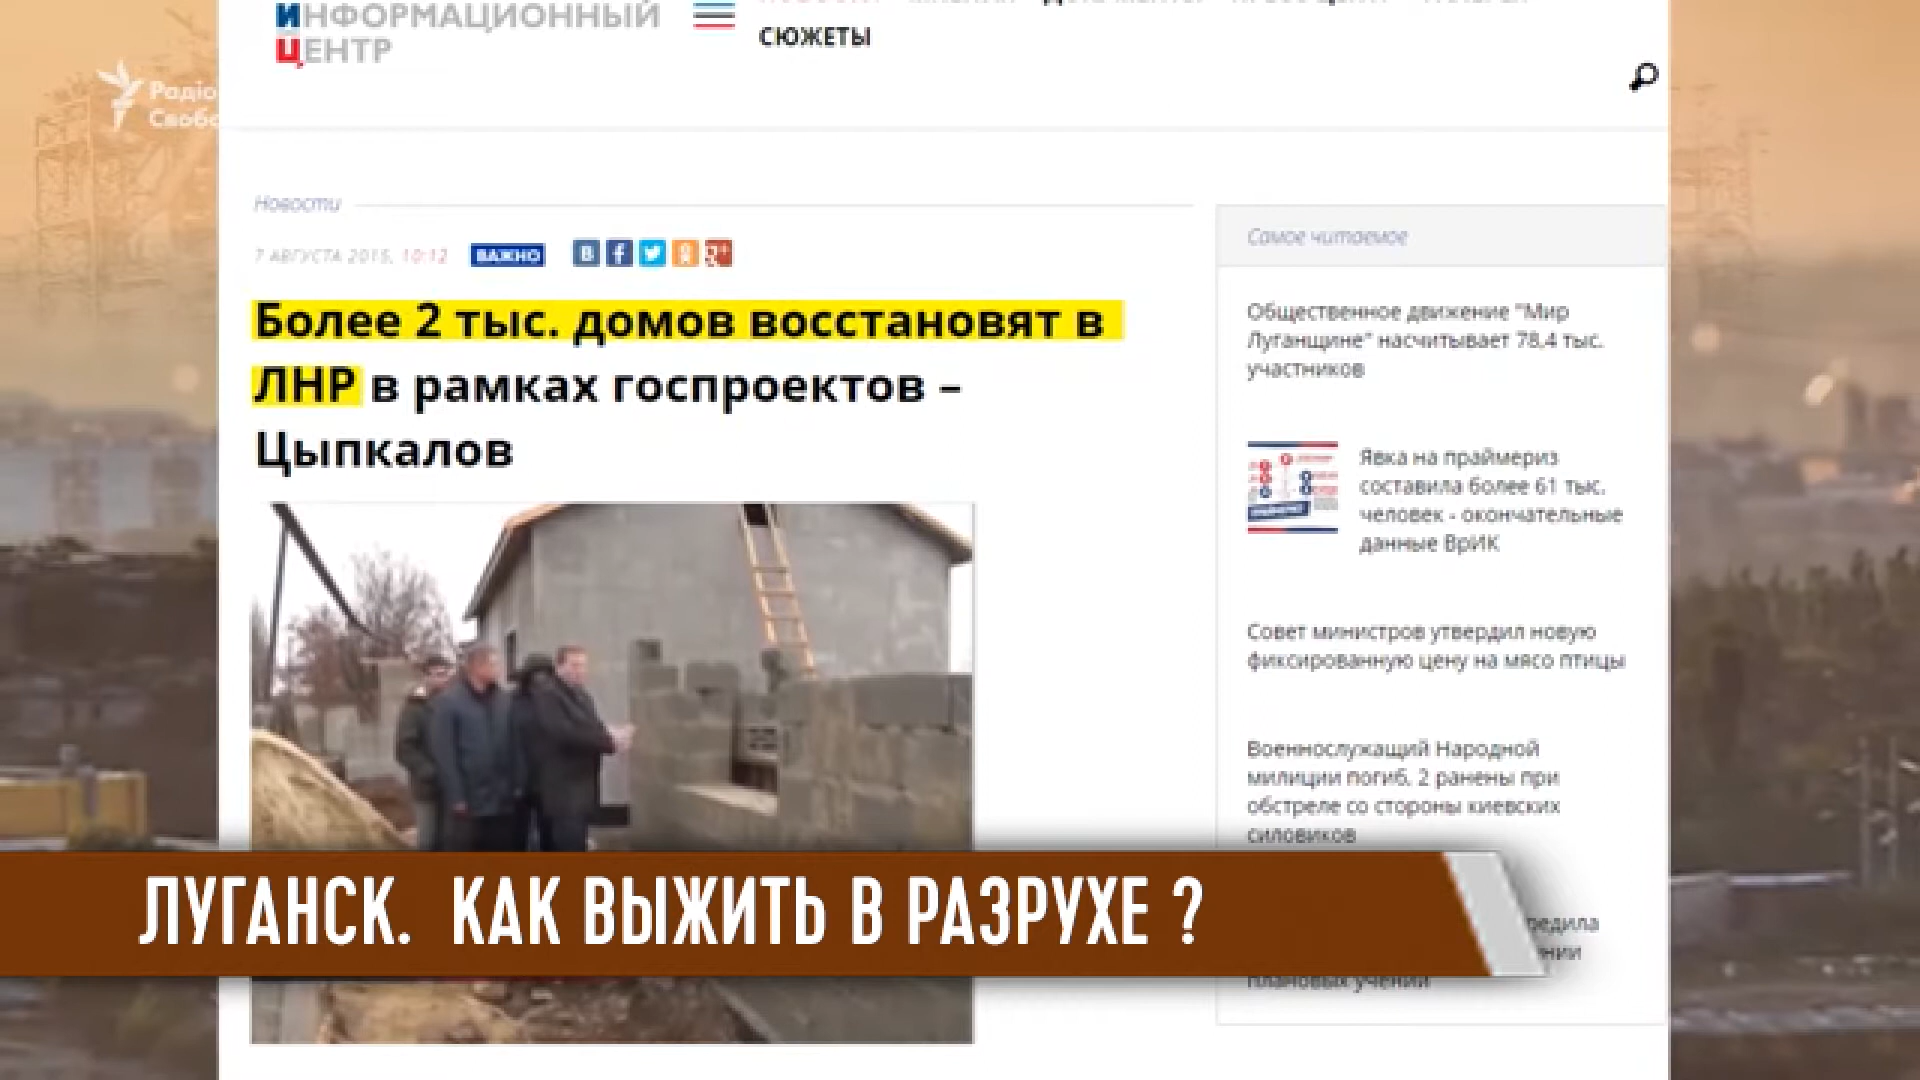 ИНФОРМАЦИОННЫЙ
ЦЕНТР
СЮЖЕТЫ
Радіо
Новости
7 АВГУСТА 2015, 10:12
ВАЖНО
Более 2 тыс. домов восстановят в
ЛНР в рамках госпроектов –
Цыпкалов
Самое читаемое
Общественное движение "Мир
Луганщине" насчитывает 78,4 тыс.
участников
Явка на праймериз
составила более 61 тыс.
человек - окончательные
данные ВрИК
Совет министров утвердил новую
фиксированную цену на мясо птицы
Военнослужащий Народной
милиции погиб, 2 ранены при
обстреле со стороны киевских
силовиков
плановых учений
ЛУГАНСК. КАК ВЫЖИТЬ В РАЗРУХЕ ?